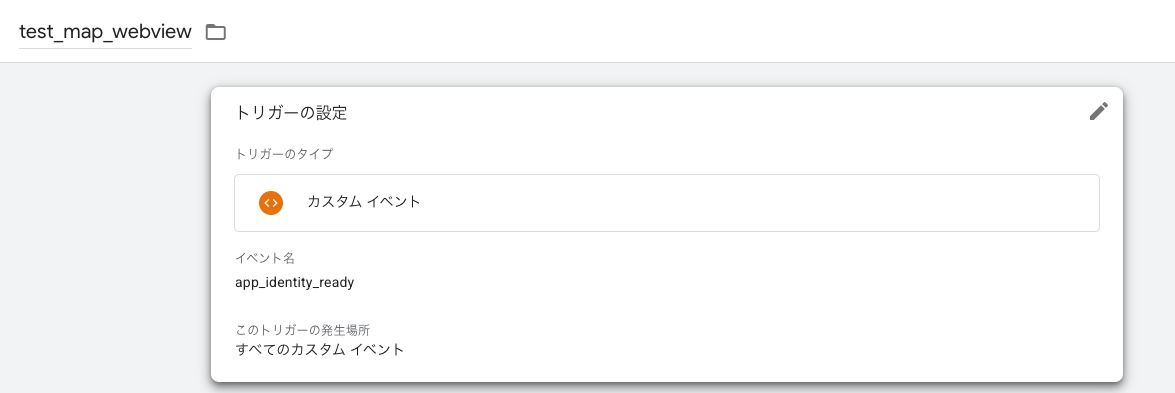 test_map_webview
トリガーの設定
トリガーのタイプ
カスタム イベント
イベント名
app_identity_ready
このトリガーの発生場所
すべてのカスタム イベント